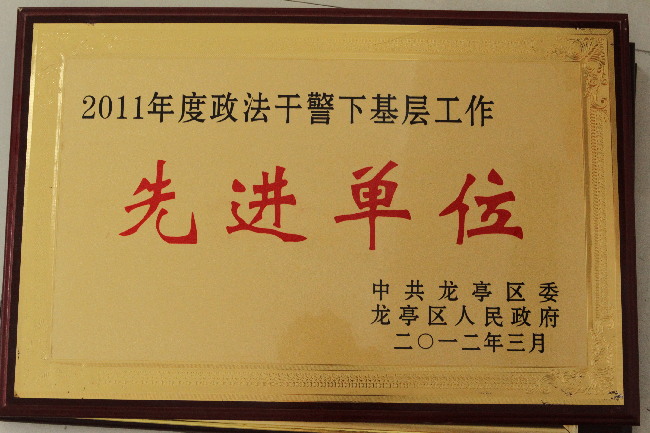 2011年度政法干警下基层工作
先进单位
中共龙亭区委
龙亭区人民政府
二〇一二年三月